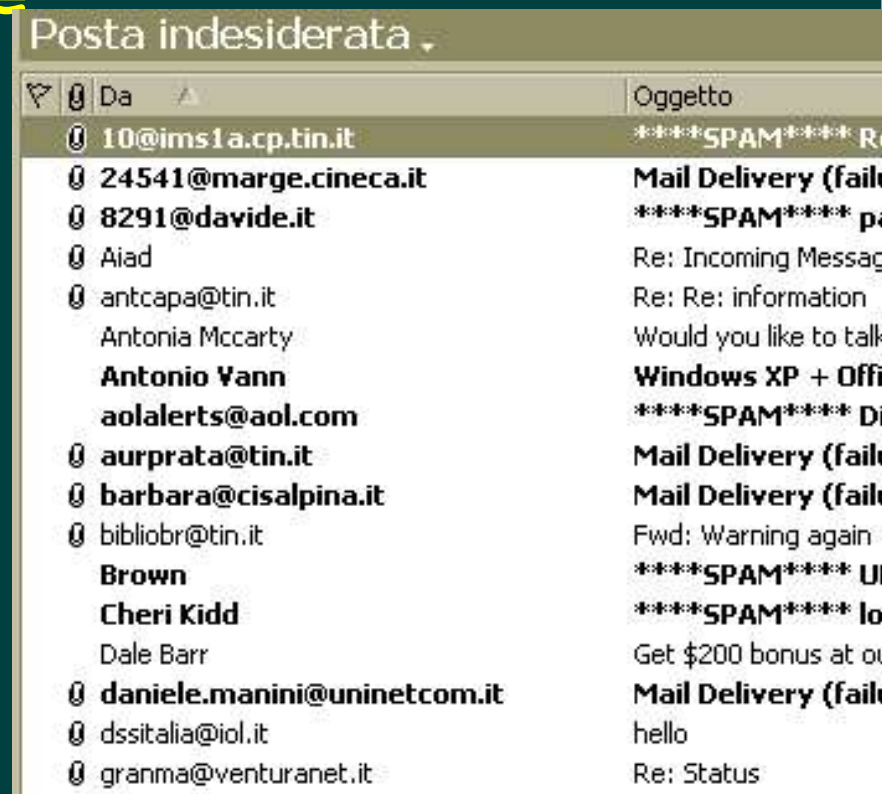 Posta indesiderata
Da Oggetto
10@ims1a.cp.tin.it ****SPAM****
24541@marge.cineca.it Mail Delivery
8291@davide.it ****SPAM****
Aiad Re: Incoming
antcapa@tin.it Re: Re: information
Antonia Mccarty Would you like to talk
Antonio Vann Windows XP +
aolalerts@aol.com ****SPAM****
aurprata@tin.it Mail Delivery
barbara@cisalpina.it Mail Delivery
bibliobr@tin.it Fwd: Warning again
Brown ****SPAM****
Cheri Kidd ****SPAM****
Dale Barr Get $200 bonus at
daniele.manini@uninetcom.it Mail Delivery
dssitalia@iol.it hello
granma@venturanet.it Re: Status